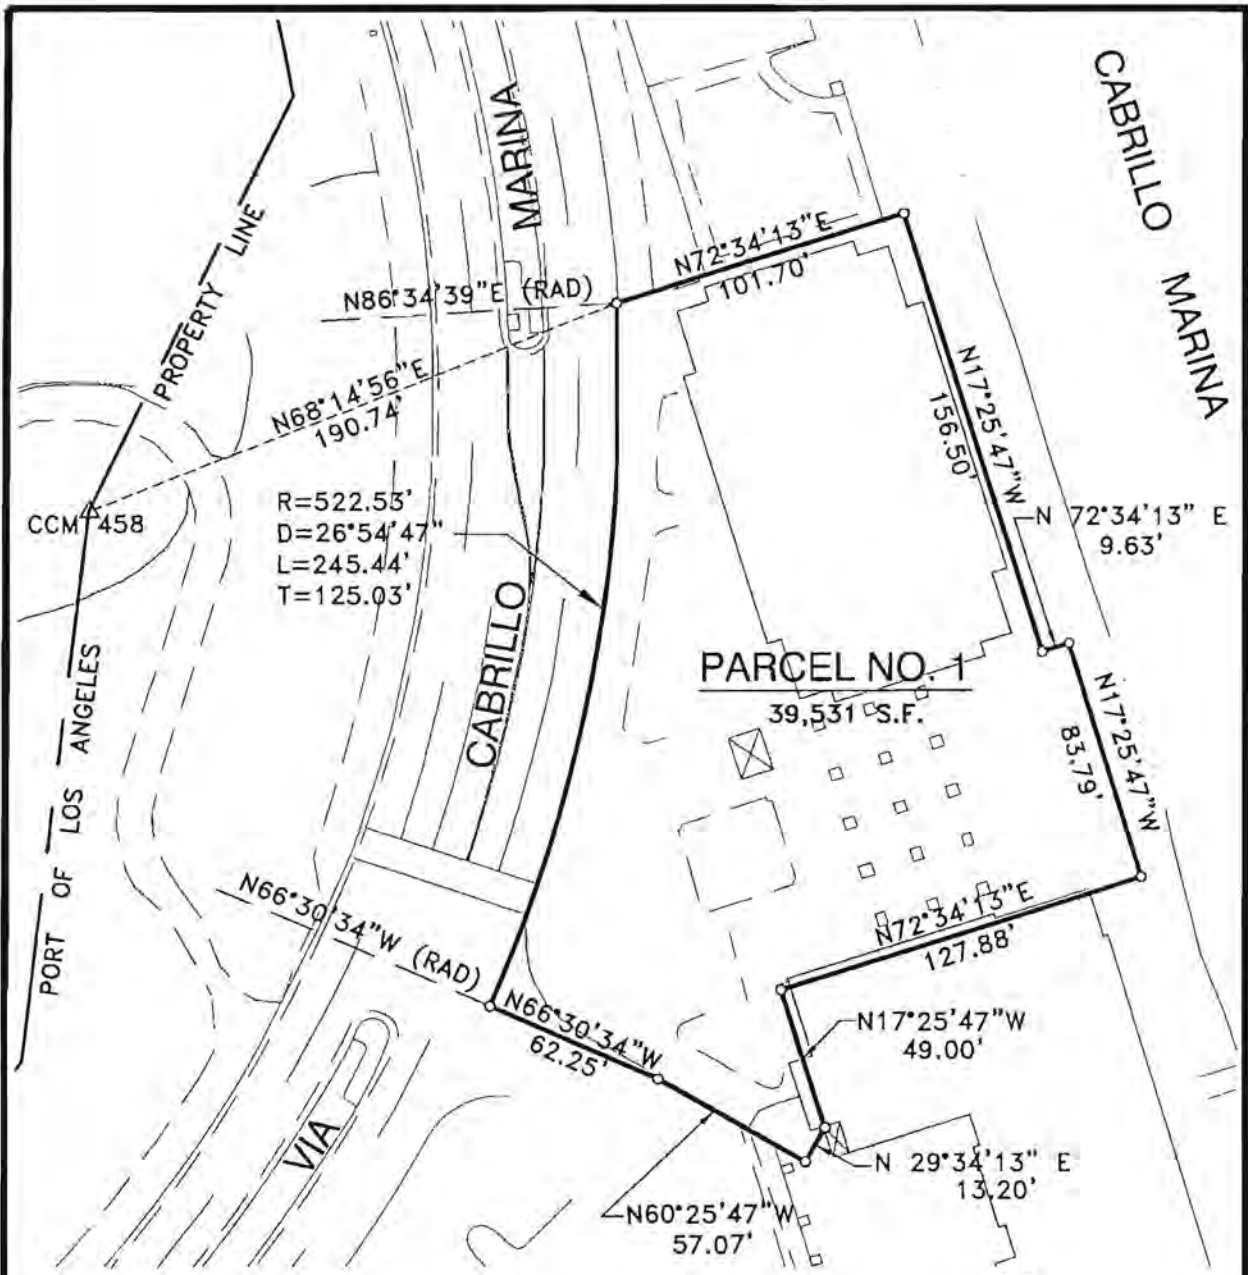 CABRILLO
MARINA
MARINA
CABRILLO
VIA
PROPERTY LINE
PORT OF LOS ANGELES
N72°34'13"E
101.70'
N86°34'39"E (RAD)
N68°14'56"E
190.74'
CCM 458
R=522.53'
D=26°54'47"
L=245.44'
T=125.03'
N17°25'47"W
156.50'
N 72°34'13" E
9.63'
PARCEL NO. 1
39,531 S.F.
N17°25'47"W
83.79'
N72°34'13"E
127.88'
N66°30'34"W (RAD)
N66°30'34"W
62.25'
N17°25'47"W
49.00'
N 29°34'13" E
13.20'
N60°25'47"W
57.07'